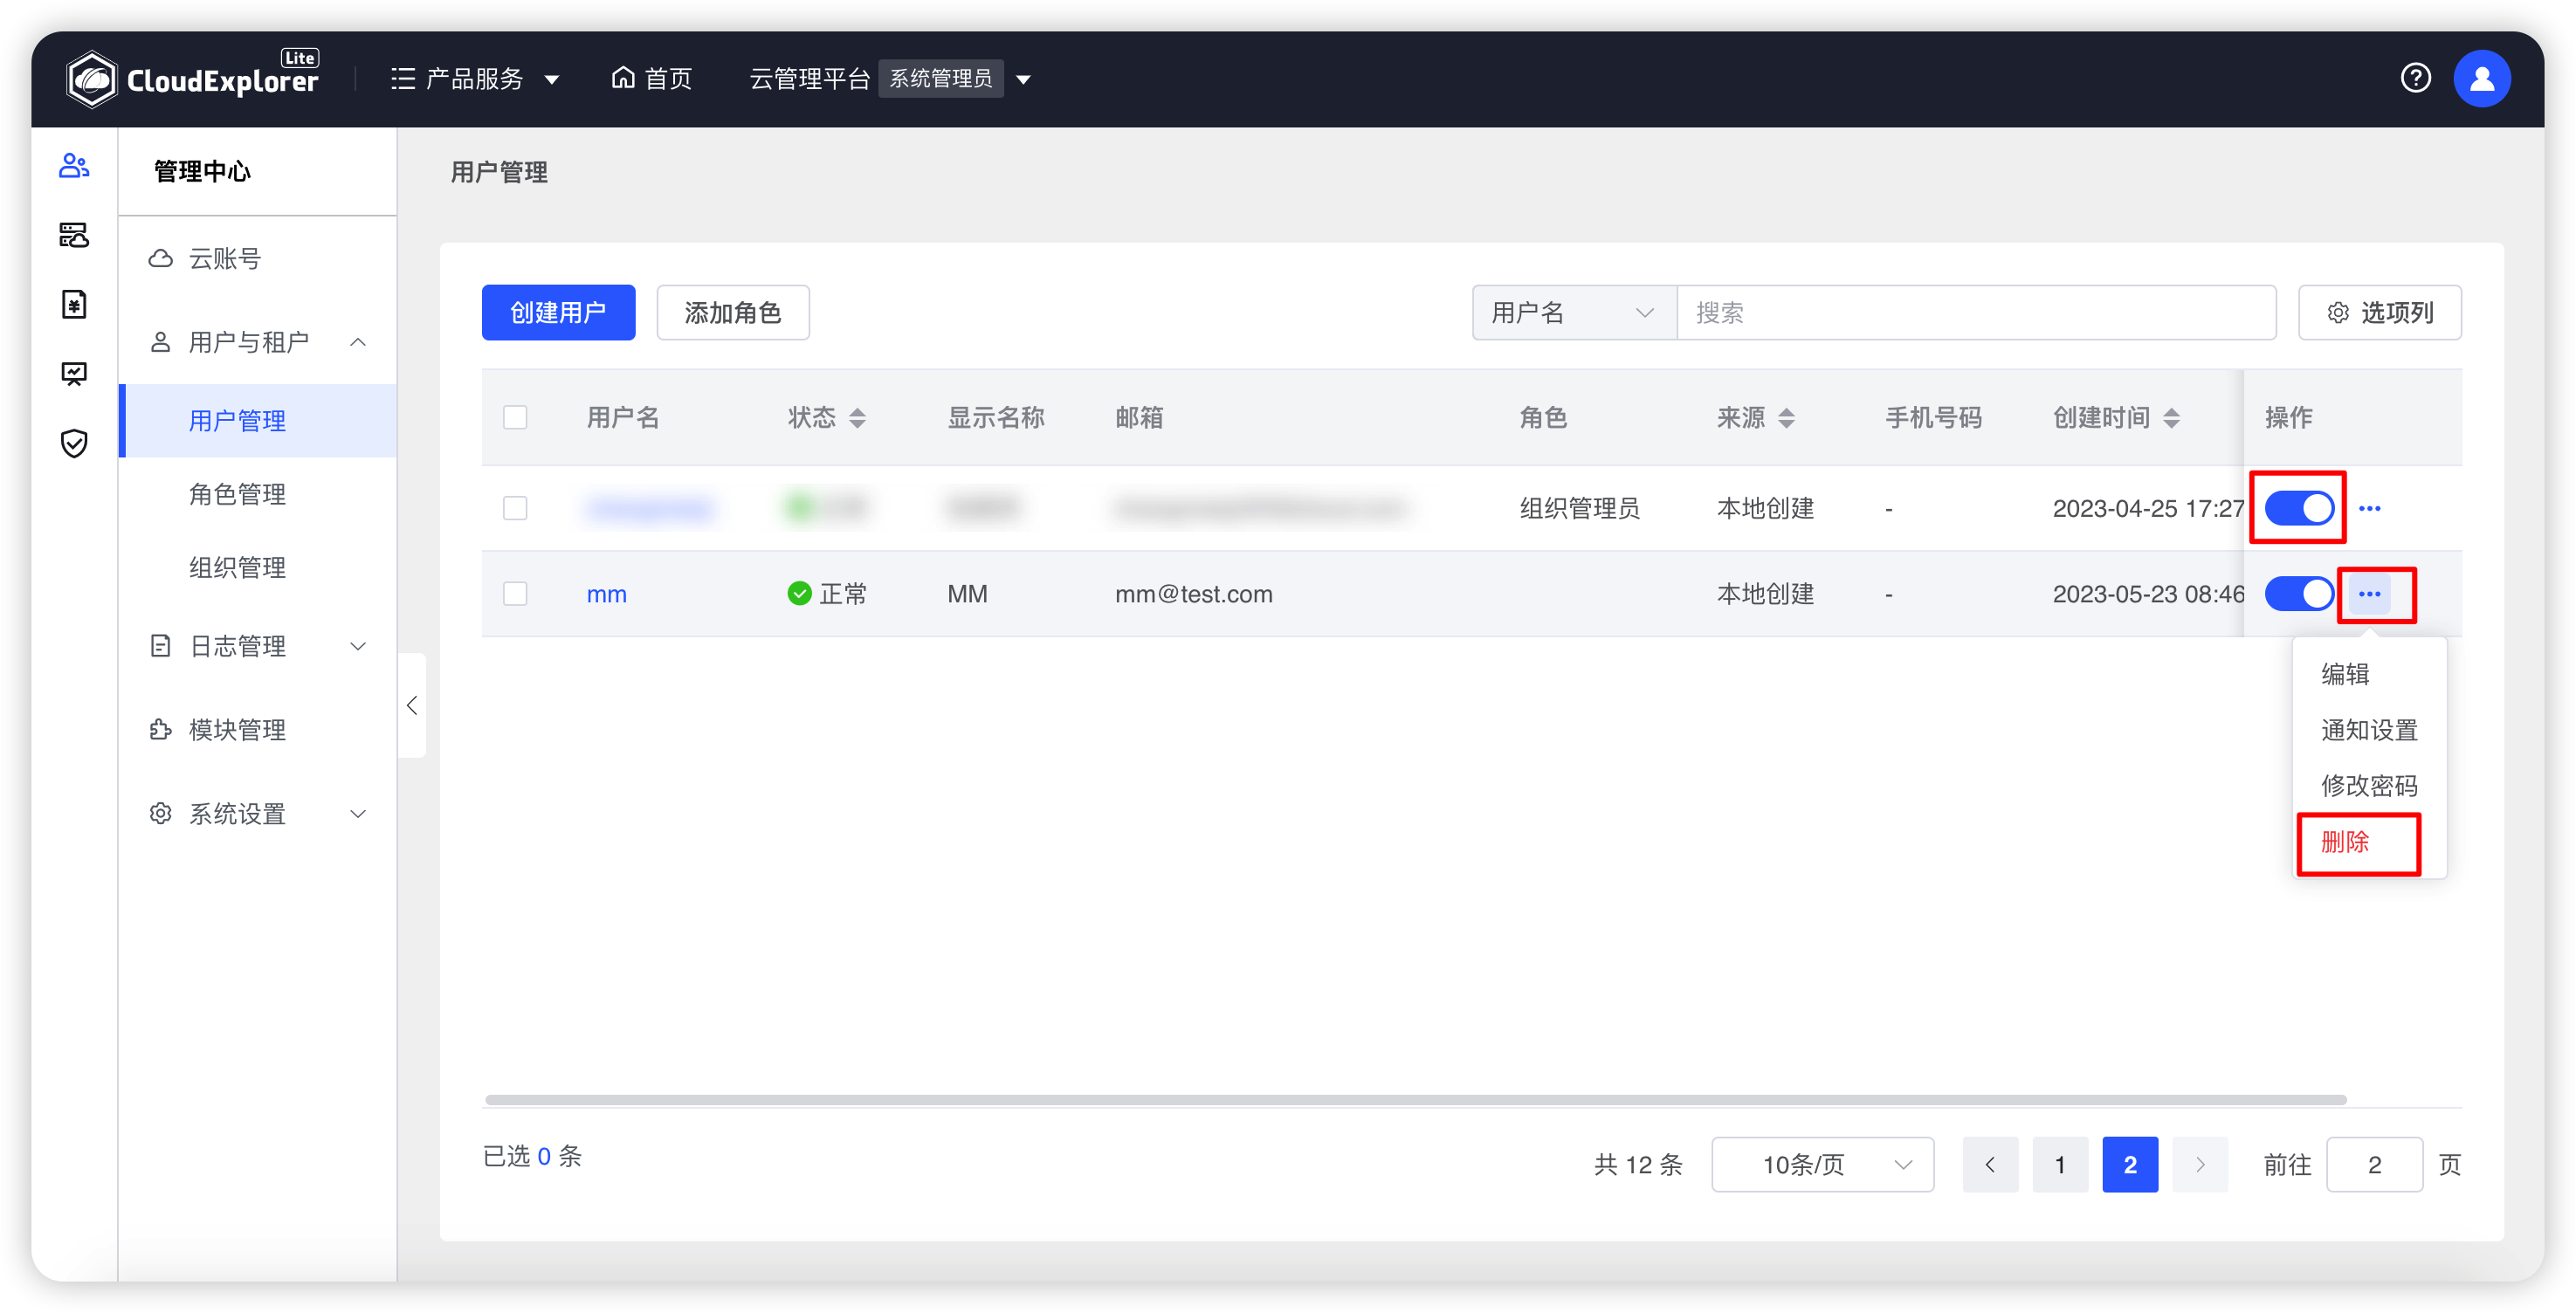 CloudExplorer Lite
产品服务
首页
云管理平台 系统管理员
管理中心
云账号
用户与租户
用户管理
角色管理
组织管理
日志管理
模块管理
系统设置
用户管理
创建用户 添加角色 用户名 搜索 选项列
用户名 状态 显示名称 邮箱 角色 来源 手机号码 创建时间 操作
组织管理员 本地创建 - 2023-04-25 17:27
mm 正常 MM mm@test.com 本地创建 - 2023-05-23 08:46
编辑
通知设置
修改密码
删除
已选 0 条 共 12 条 10条/页 1 2 前往 2 页